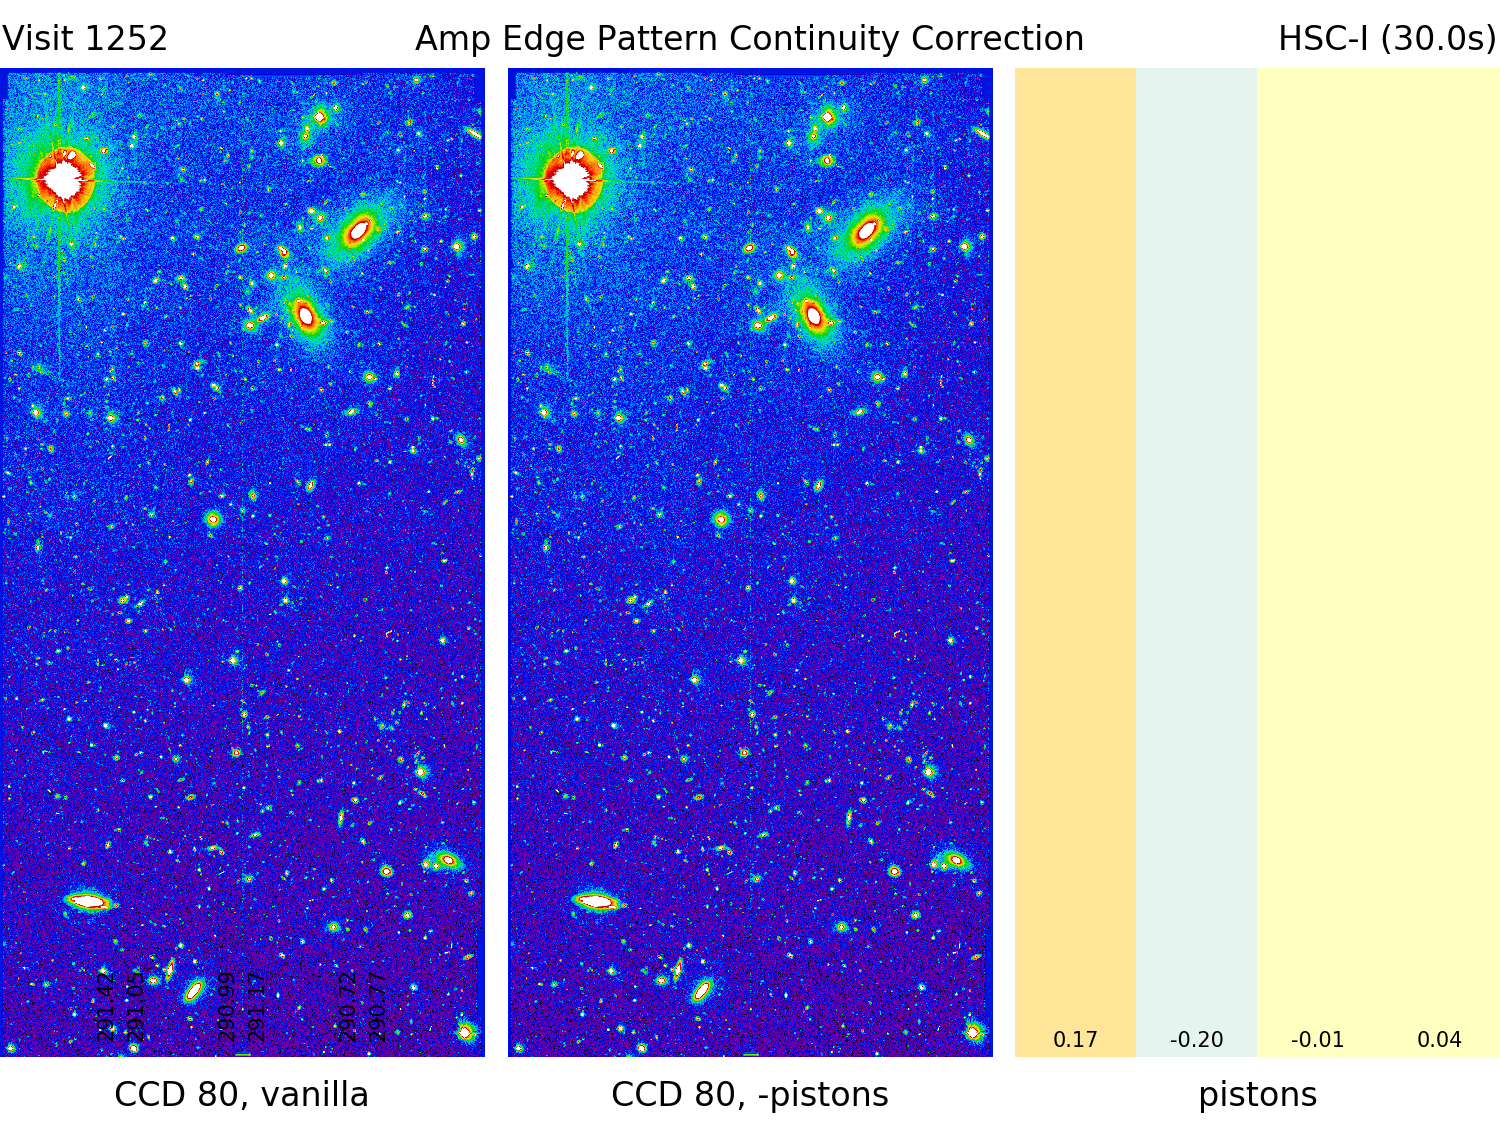 Visit 1252
Amp Edge Pattern Continuity Correction
HSC-I (30.0s)
291.42
291.05
290.99
291.17
290.72
290.77
0.17
-0.20
-0.01
0.04
CCD 80, vanilla
CCD 80, -pistons
pistons